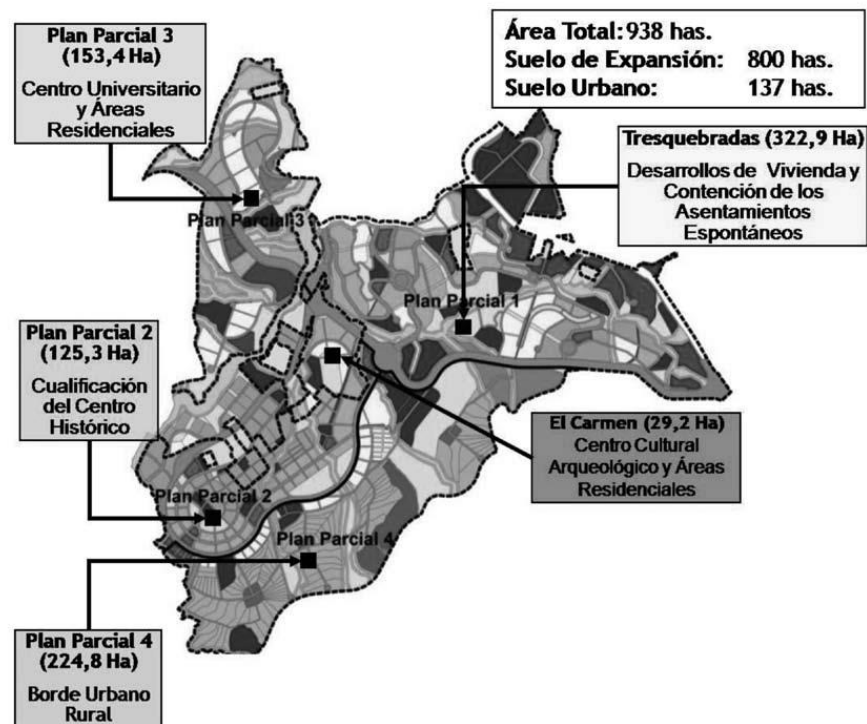 Plan Parcial 3
(153,4 Ha)
Centro Universitario
y Áreas
Residenciales
Área Total: 938 has.
Suelo de Expansión: 800 has.
Suelo Urbano: 137 has.
Tresquebradas (322,9 Ha)
Desarrollos de Vivienda y
Contención de los
Asentamientos
Espontáneos
Plan Parcial 3
Plan Parcial 1
Plan Parcial 2
(125,3 Ha)
Cualificación
del Centro
Histórico
El Carmen (29,2 Ha)
Centro Cultural
Arqueológico y Áreas
Residenciales
Plan Parcial 2
Plan Parcial 4
Plan Parcial 4
(224,8 Ha)
Borde Urbano
Rural